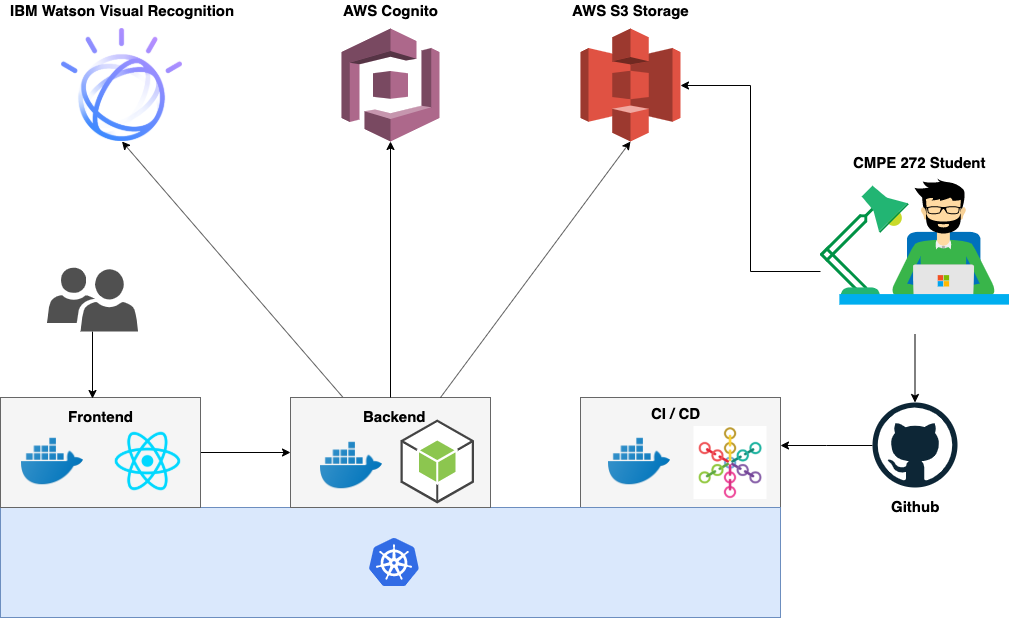 IBM Watson Visual Recognition
AWS Cognito
AWS S3 Storage
CMPE 272 Student
Frontend
Backend
CI / CD
Github